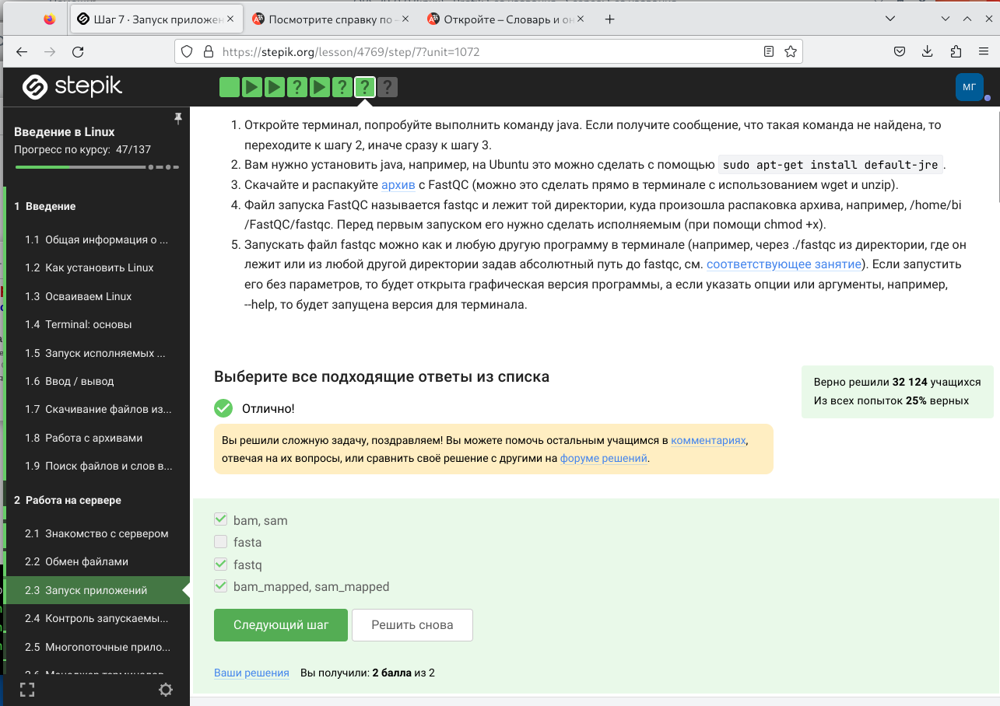 Шаг 7 · Запуск приложен
Посмотрите справку по –
Откройте – Словарь и он
https://stepik.org/lesson/4769/step/7?unit=1072
stepik
? ? ? ?
МГ
Введение в Linux
Прогресс по курсу: 47/137
1 Введение
1.1 Общая информация о ...
1.2 Как установить Linux
1.3 Осваиваем Linux
1.4 Terminal: основы
1.5 Запуск исполняемых ...
1.6 Ввод / вывод
1.7 Скачивание файлов из...
1.8 Работа с архивами
1.9 Поиск файлов и слов в...
2 Работа на сервере
2.1 Знакомство с сервером
2.2 Обмен файлами
2.3 Запуск приложений
2.4 Контроль запускаемы...
2.5 Многопоточные прило...
1. Откройте терминал, попробуйте выполнить команду java. Если получите сообщение, что такая команда не найдена, то
переходите к шагу 2, иначе сразу к шагу 3.
2. Вам нужно установить java, например, на Ubuntu это можно сделать с помощью sudo apt-get install default-jre .
3. Скачайте и распакуйте архив с FastQC (можно это сделать прямо в терминале с использованием wget и unzip).
4. Файл запуска FastQC называется fastqc и лежит той директории, куда произошла распаковка архива, например, /home/bi
/FastQC/fastqc. Перед первым запуском его нужно сделать исполняемым (при помощи chmod +x).
5. Запускать файл fastqc можно как и любую другую программу в терминале (например, через ./fastqc из директории, где он
лежит или из любой другой директории задав абсолютный путь до fastqc, см. соответствующее занятие). Если запустить
его без параметров, то будет открыта графическая версия программы, а если указать опции или аргументы, например,
--help, то будет запущена версия для терминала.
Выберите все подходящие ответы из списка
Верно решили 32 124 учащихся
Из всех попыток 25% верных
Отлично!
Вы решили сложную задачу, поздравляем! Вы можете помочь остальным учащимся в комментариях,
отвечая на их вопросы, или сравнить своё решение с другими на форуме решений.
bam, sam
fasta
fastq
bam_mapped, sam_mapped
Следующий шаг
Решить снова
Ваши решения Вы получили: 2 балла из 2